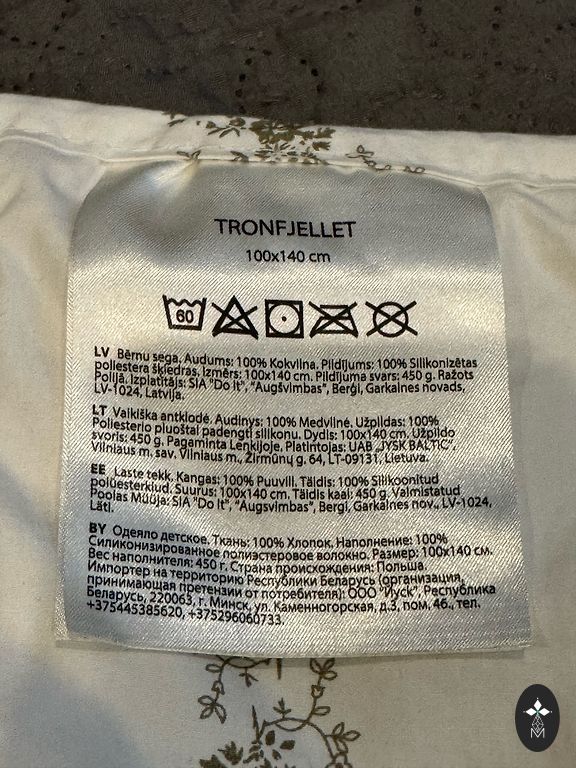 TRONFJELLET
100x140 cm
60
LV Bērnu sega. Audums: 100% Kokvilna. Pildījums: 100% Silikonizētas
poliestera šķiedras. Izmērs: 100x140 cm. Pildījuma svars: 450 g. Ražots
Polijā. Izplatītājs: SIA "Do It", "Augšvimbas", Berģi, Garkalnes novads,
LV-1024, Latvija.
LT Vaikiška antklodė. Audinys: 100% Medvilnė. Užpildas: 100%
Poliesterio pluoštai padengti silikonu. Dydis: 100x140 cm. Užpildo
svoris: 450 g. Pagaminta Lenkijoje. Platintojas: UAB „JYSK BALTIC“,
Vilniaus m. sav. Vilniaus m., Žirmūnų g. 64, LT-09131, Lietuva.
EE Laste tekk. Kangas: 100% Puuvill. Täidis: 100% Silikoonitud
polüesterkiud. Suurus: 100x140 cm. Täidis kaal: 450 g. Valmistatud
Poolas Müüja: SIA "Do It", "Augsvimbas", Bergi, Garkalnes nov., LV-1024,
Läti.
BY Одеяло детское. Ткань: 100% Хлопок. Наполнение: 100%
Силиконизированное полиэстеровое волокно. Размер: 100x140 см.
Вес наполнителя: 450 г. Страна происхождения: Польша.
Импортер на территорию Республики Беларусь (организация,
принимающая претензии от потребителя): ООО "Йуск", Республика
Беларусь, 220063, г. Минск, ул. Каменногорская, д.3, пом. 46., тел.
+375445385620, +375296060733.